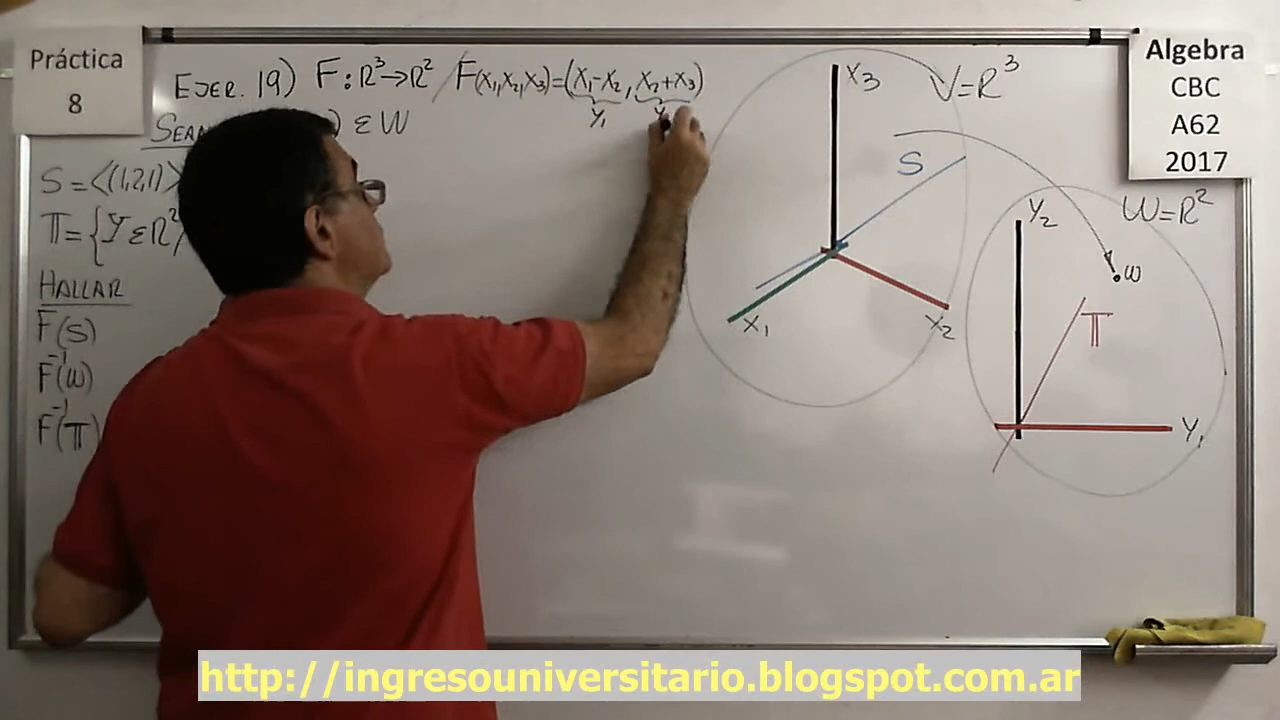 Práctica
8
EJER. 19) F: R³→R² / F(X₁,X₂,X₃)=(X₁-X₂, X₂+X₃)
Y₁
) ∈ W
S=<(1,2,1)>
T={Y∈R²
HALLAR
F(S)
F⁻¹(W)
F⁻¹(T)
X₃
V=R³
S
X₁
X₂
Y₂
W=R²
W
T
Y₁
Algebra
CBC
A62
2017
http://ingresouniversitario.blogspot.com.ar